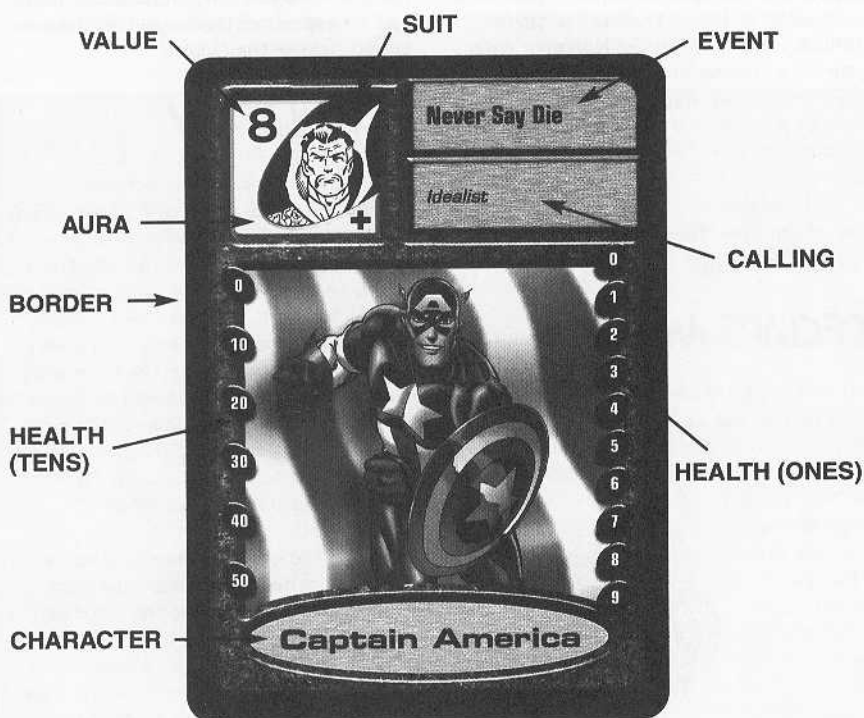 VALUE
SUIT
EVENT
8
Never Say Die
Idealist
AURA
+
CALLING
BORDER
0
10
20
30
40
50
0
1
2
3
4
5
6
7
8
9
HEALTH
(TENS)
HEALTH (ONES)
CHARACTER
Captain America